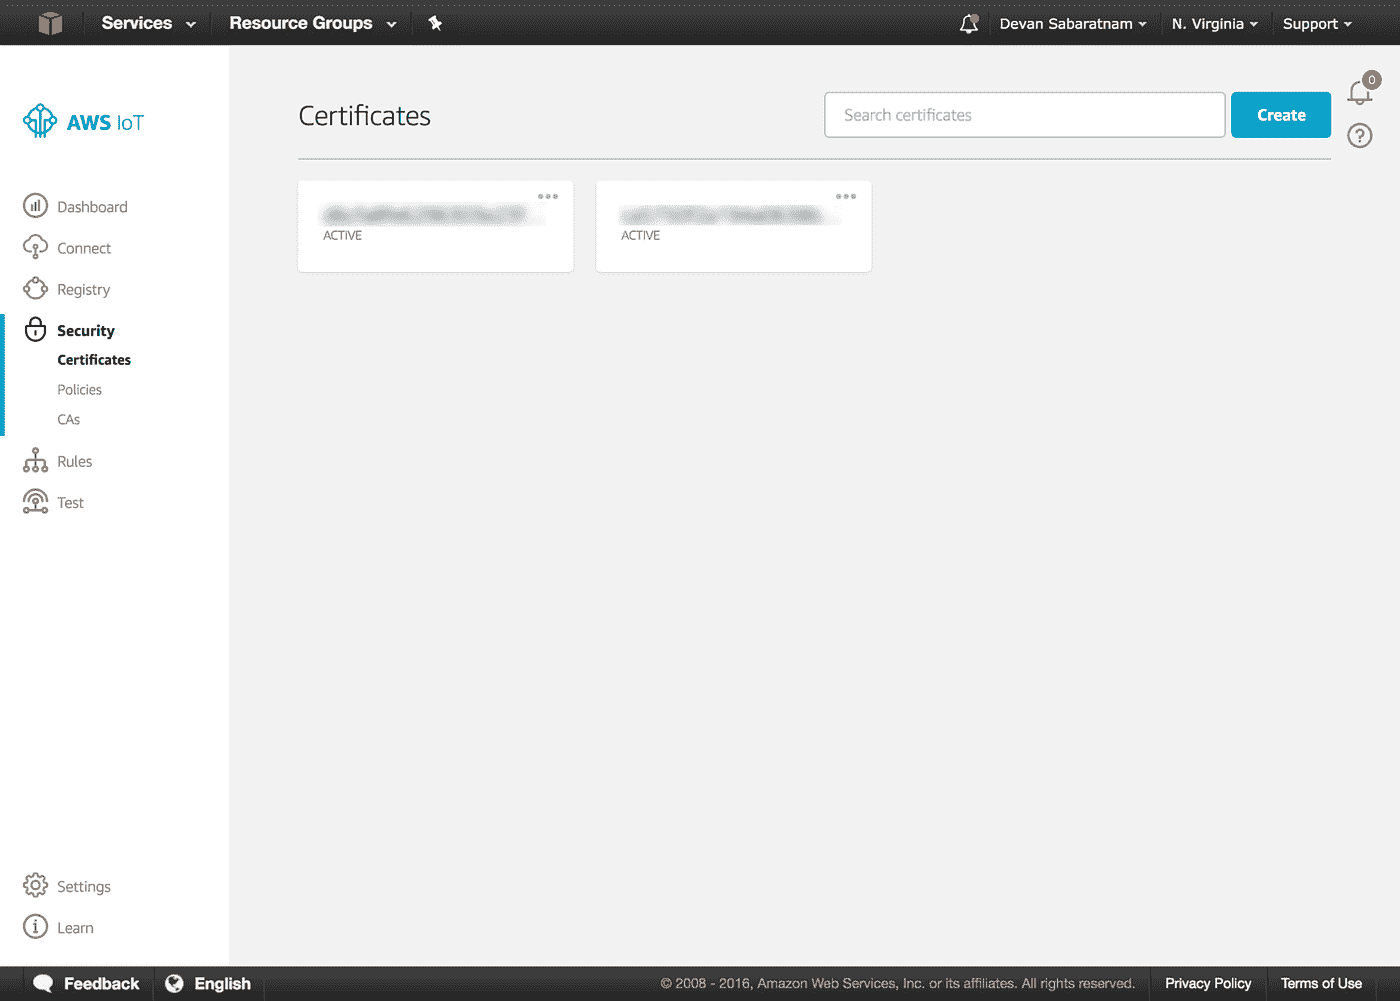 Services Resource Groups Devan Sabaratnam N. Virginia Support
0
AWS IoT
Certificates Search certificates Create
?
ACTIVE ACTIVE
Dashboard
Connect
Registry
Security
Certificates
Policies
CAs
Rules
Test
Settings
Learn
Feedback English © 2008 - 2016, Amazon Web Services, Inc. or its affiliates. All rights reserved. Privacy Policy Terms of Use